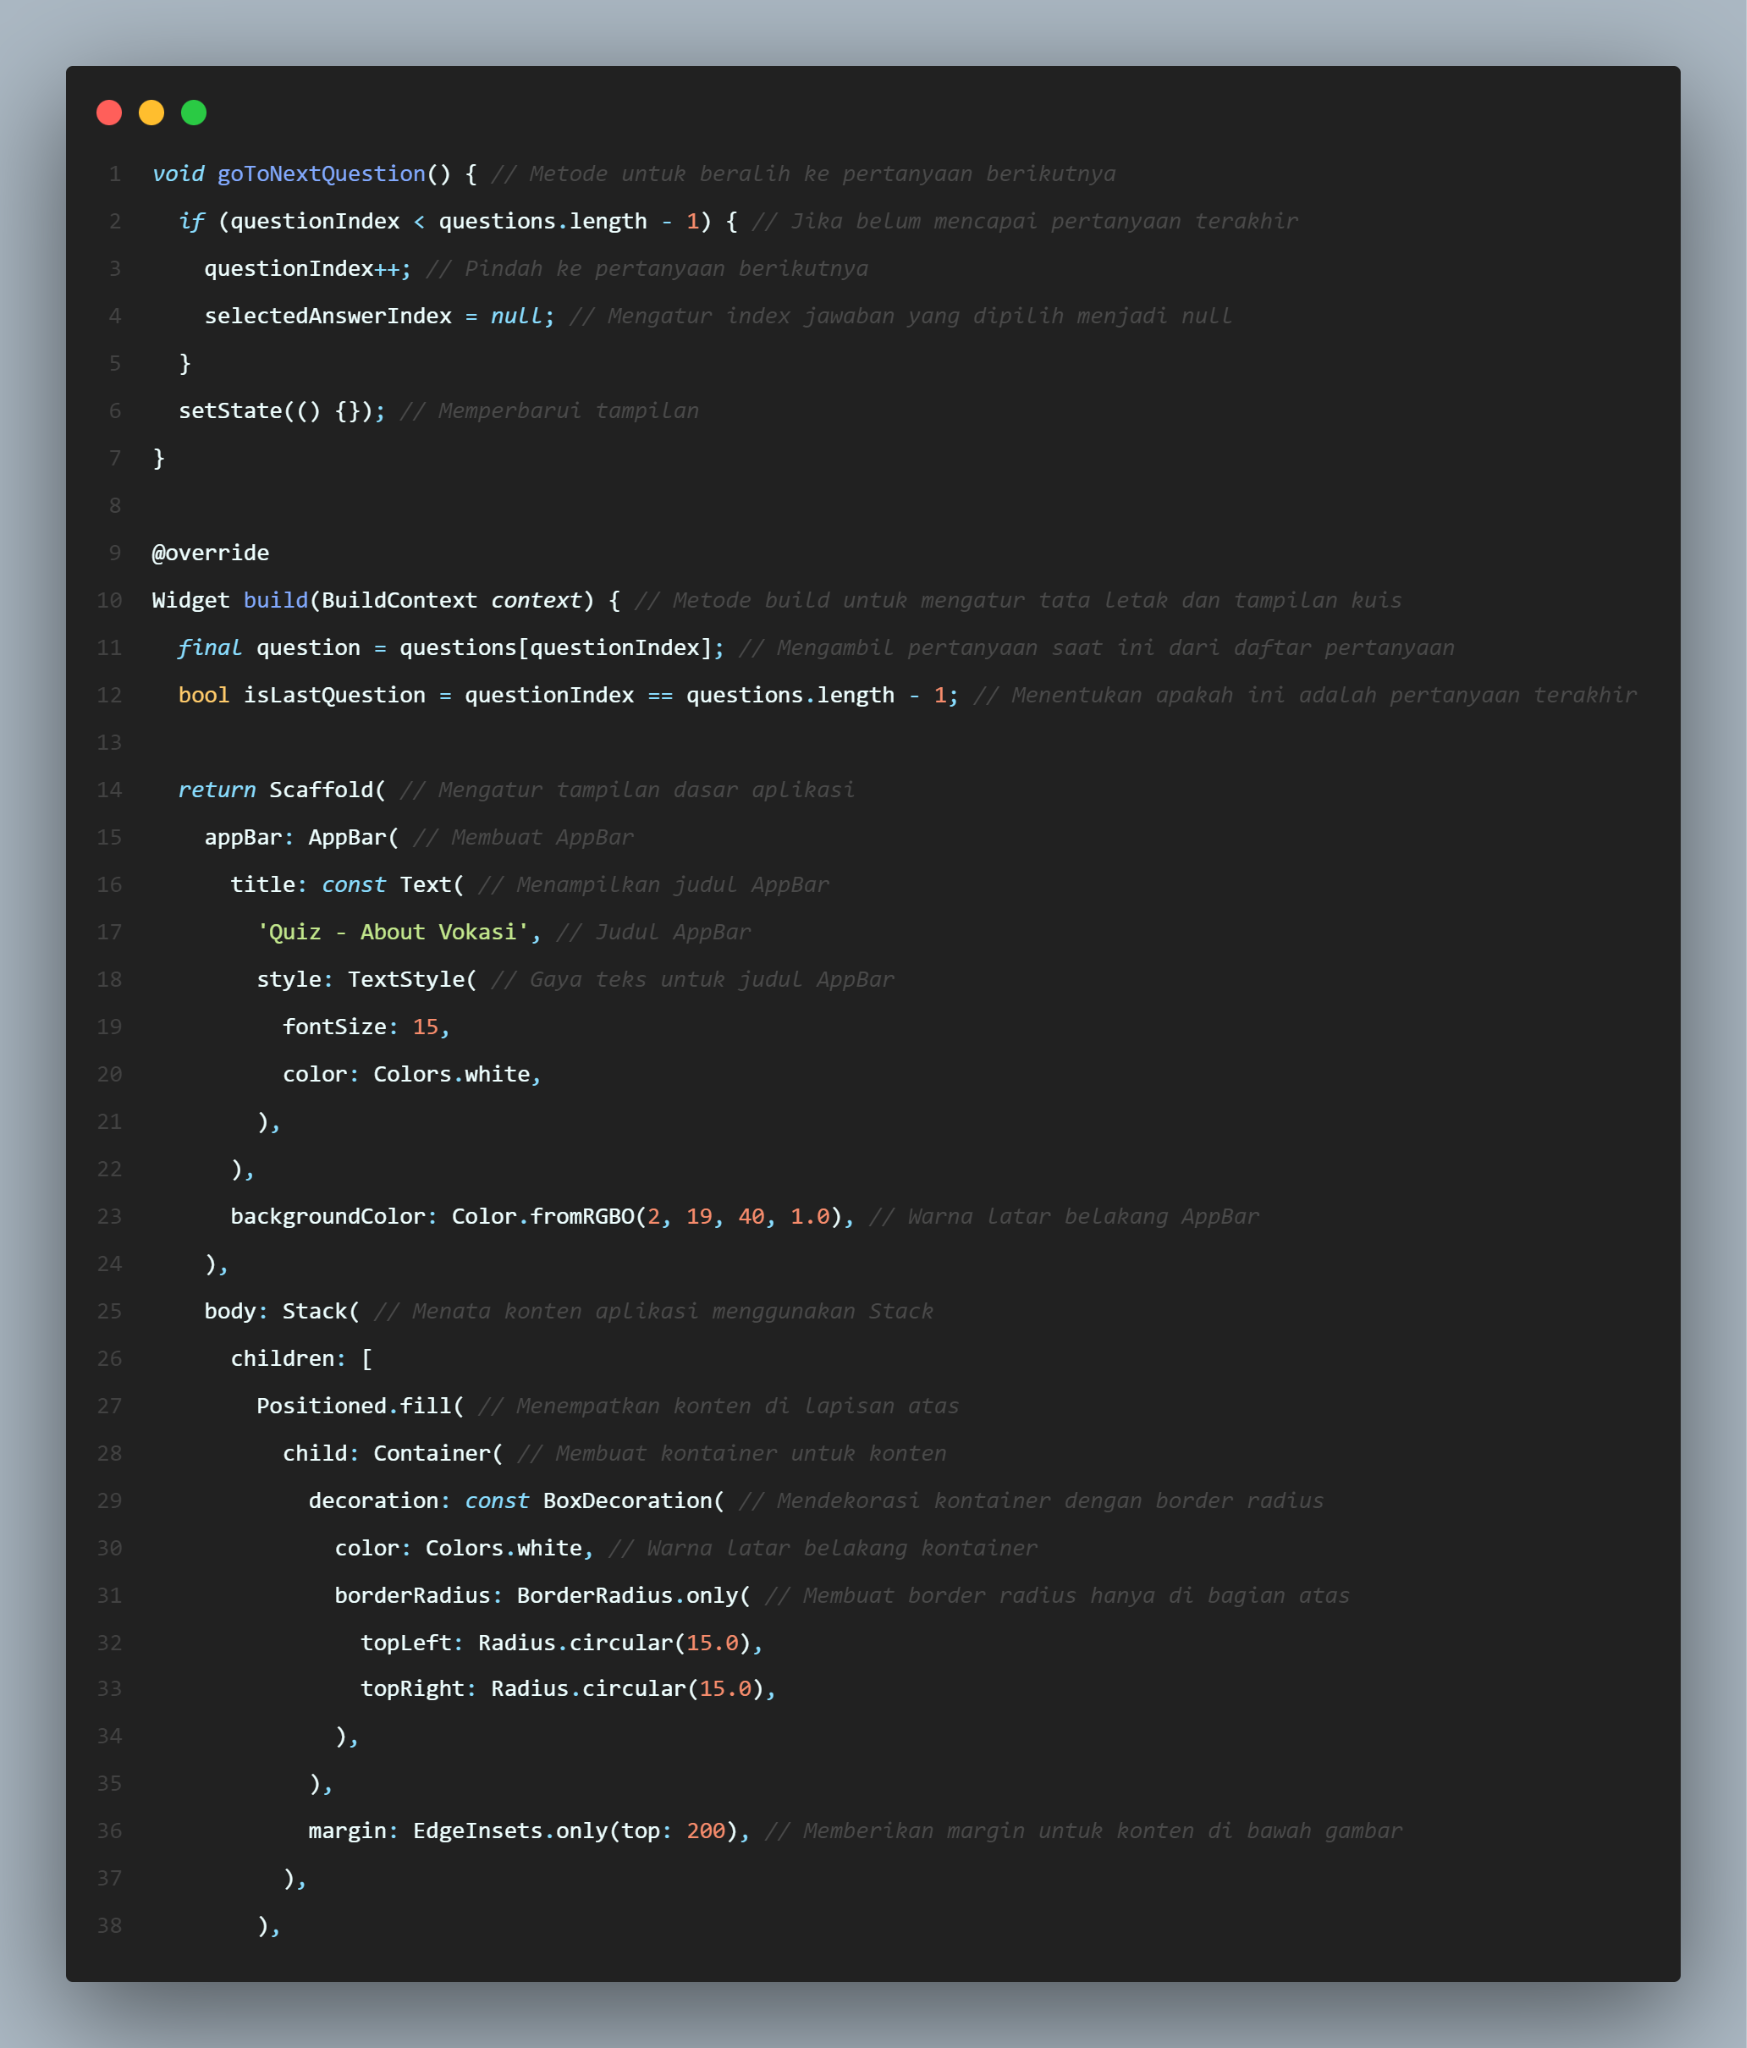 1 void goToNextQuestion() { // Metode untuk beralih ke pertanyaan berikutnya
2   if (questionIndex < questions.length - 1) { // Jika belum mencapai pertanyaan terakhir
3     questionIndex++; // Pindah ke pertanyaan berikutnya
4     selectedAnswerIndex = null; // Mengatur index jawaban yang dipilih menjadi null
5   }
6   setState(() {}); // Memperbarui tampilan
7 }
8
9 @override
10 Widget build(BuildContext context) { // Metode build untuk mengatur tata letak dan tampilan kuis
11   final question = questions[questionIndex]; // Mengambil pertanyaan saat ini dari daftar pertanyaan
12   bool isLastQuestion = questionIndex == questions.length - 1; // Menentukan apakah ini adalah pertanyaan terakhir
13
14   return Scaffold( // Mengatur tampilan dasar aplikasi
15     appBar: AppBar( // Membuat AppBar
16       title: const Text( // Menampilkan judul AppBar
17         'Quiz - About Vokasi', // Judul AppBar
18         style: TextStyle( // Gaya teks untuk judul AppBar
19           fontSize: 15,
20           color: Colors.white,
21         ),
22       ),
23       backgroundColor: Color.fromRGBO(2, 19, 40, 1.0), // Warna latar belakang AppBar
24     ),
25     body: Stack( // Menata konten aplikasi menggunakan Stack
26       children: [
27         Positioned.fill( // Menempatkan konten di lapisan atas
28           child: Container( // Membuat kontainer untuk konten
29             decoration: const BoxDecoration( // Mendekorasi kontainer dengan border radius
30               color: Colors.white, // Warna latar belakang kontainer
31               borderRadius: BorderRadius.only( // Membuat border radius hanya di bagian atas
32                 topLeft: Radius.circular(15.0),
33                 topRight: Radius.circular(15.0),
34               ),
35             ),
36             margin: EdgeInsets.only(top: 200), // Memberikan margin untuk konten di bawah gambar
37           ),
38         ),